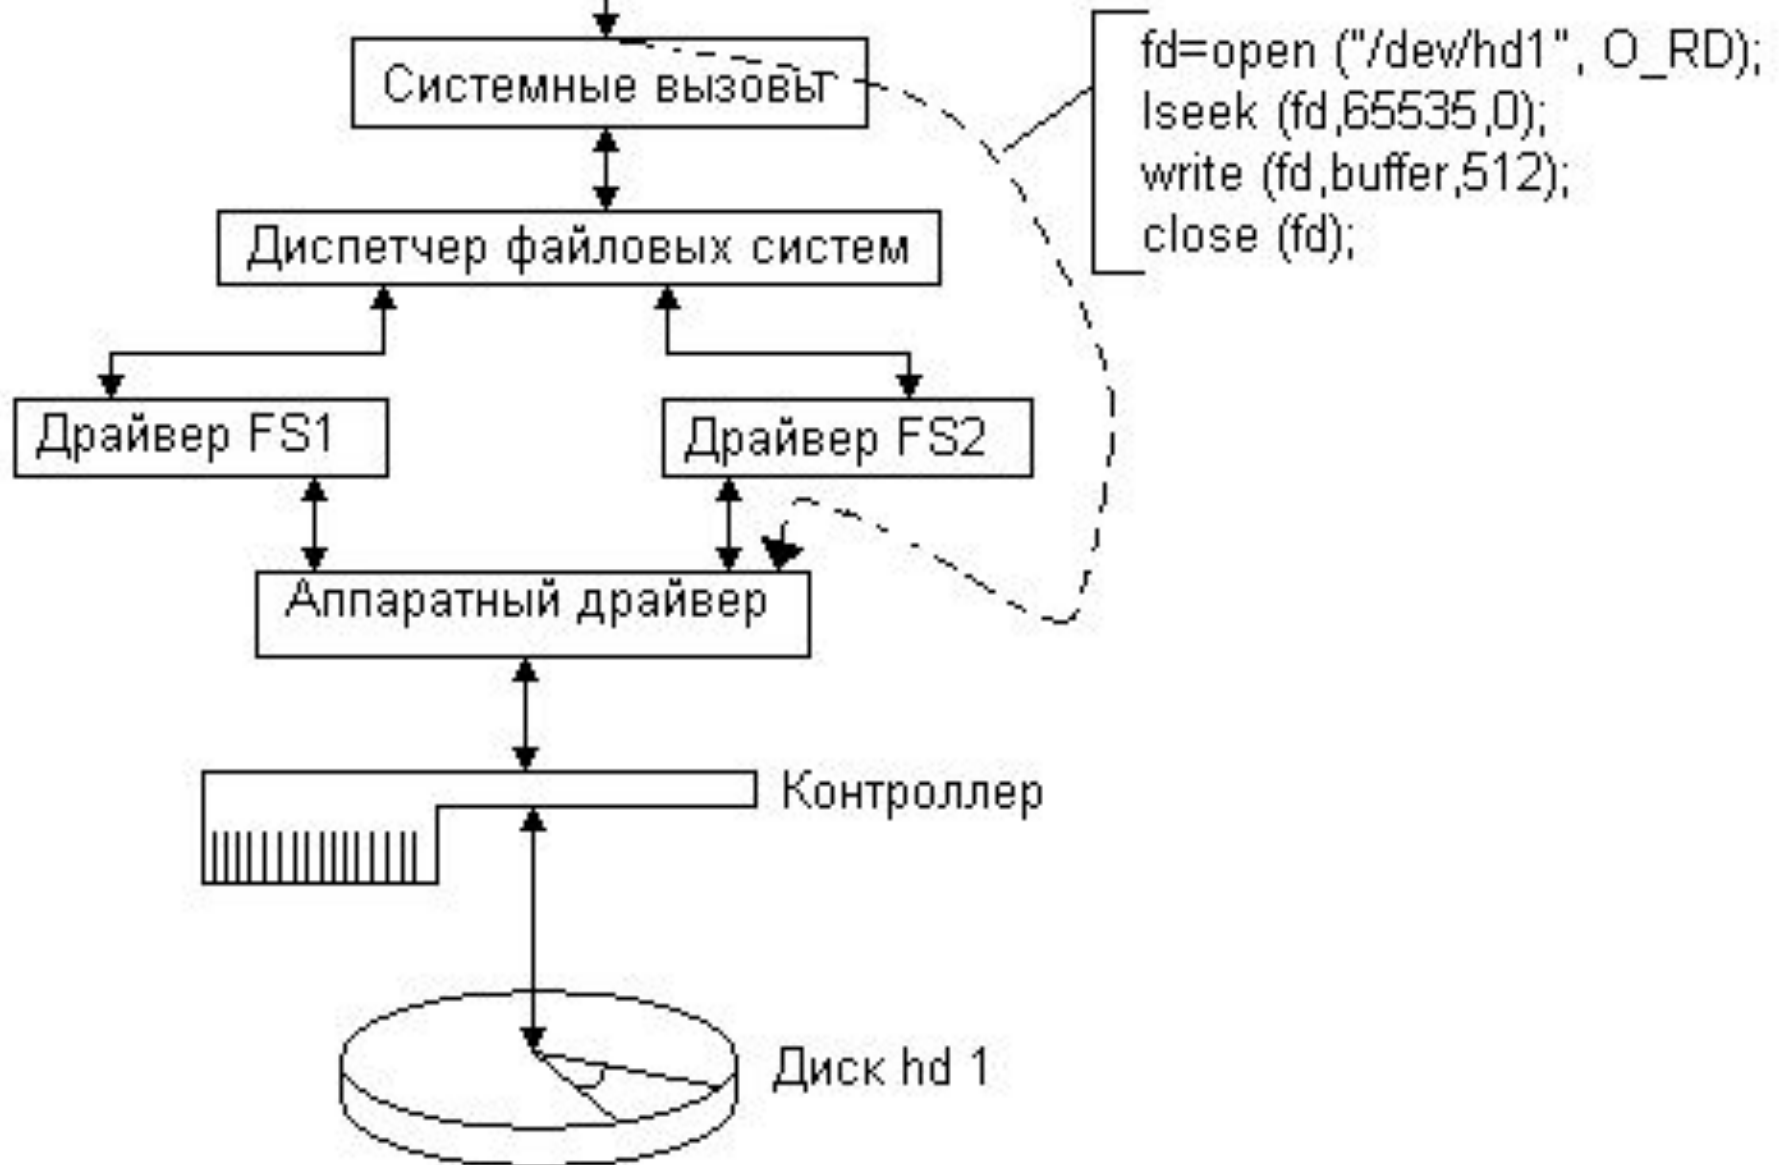 Системные вызовы
fd=open ("/dev/hd1", O_RD);
lseek (fd,65535,0);
write (fd,buffer,512);
close (fd);
Диспетчер файловых систем
Драйвер FS1
Драйвер FS2
Аппаратный драйвер
Контроллер
Диск hd 1